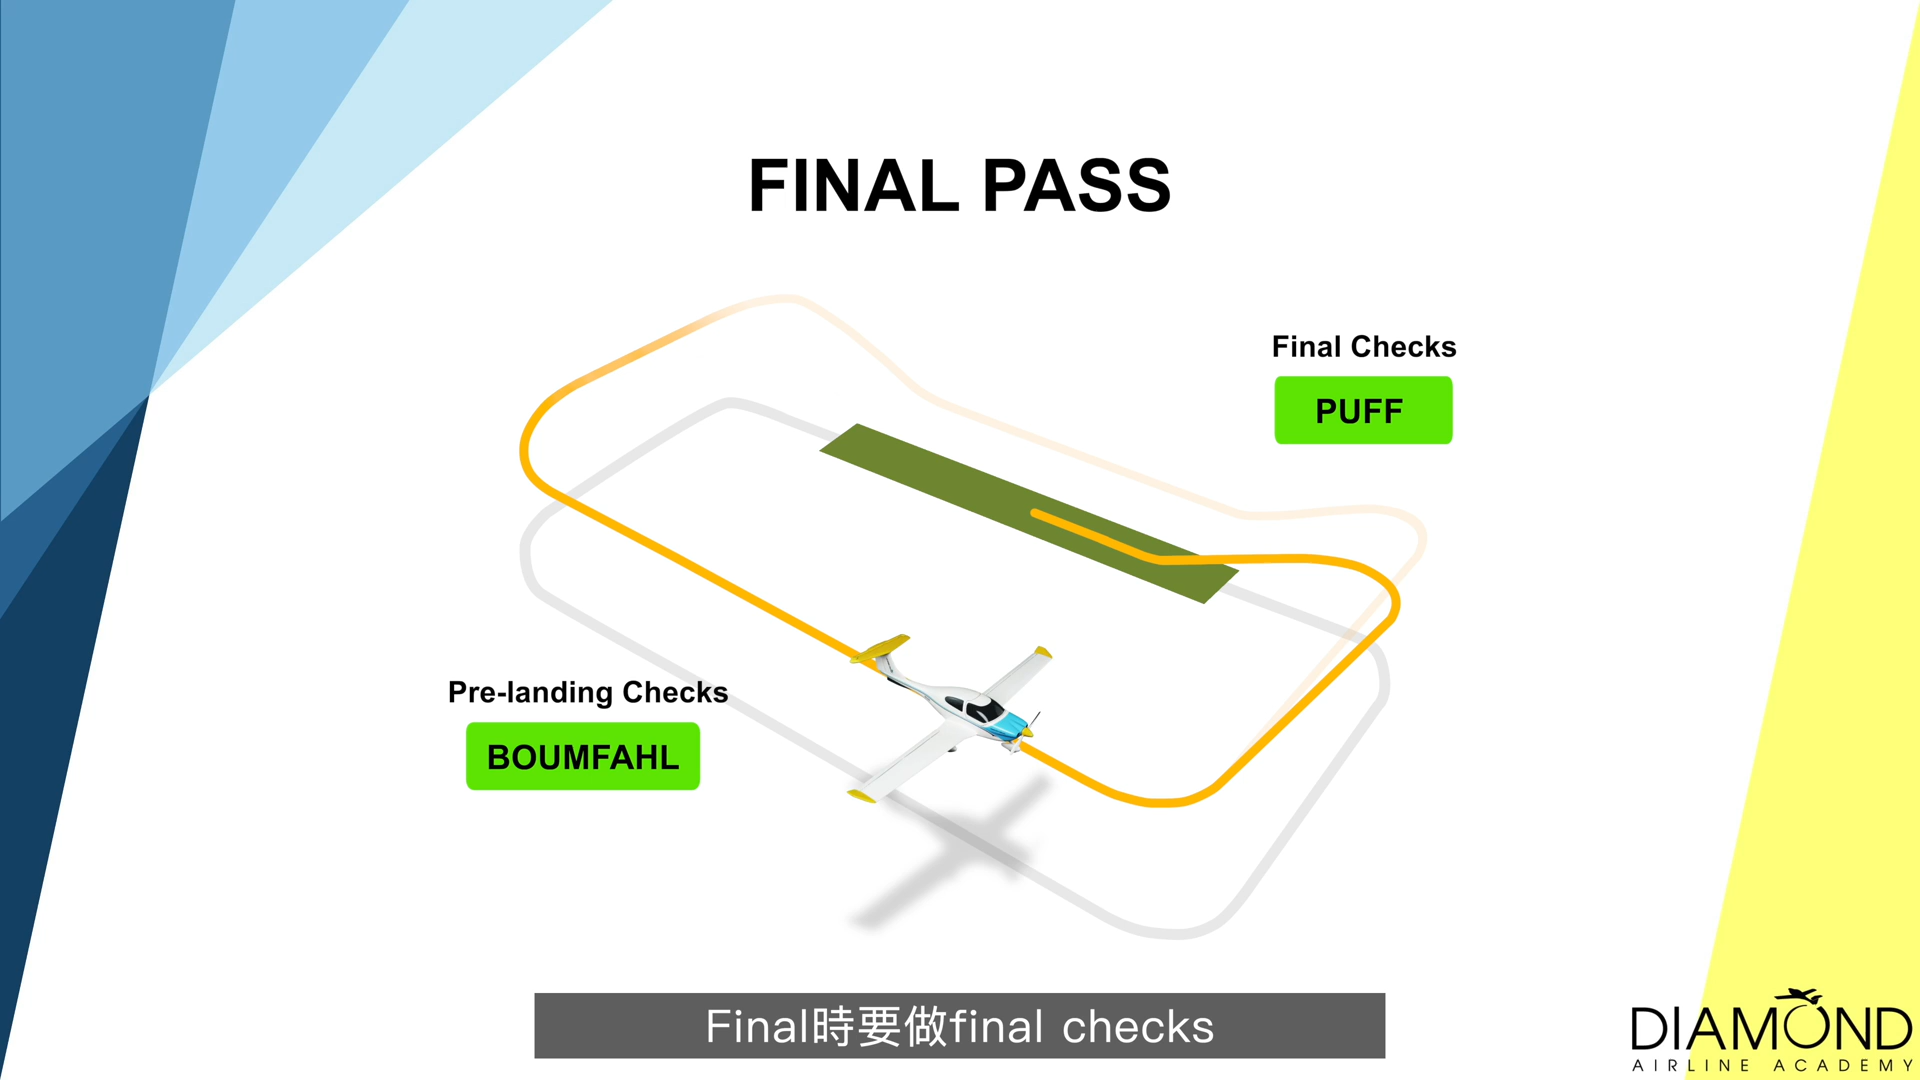 FINAL PASS
Final Checks
PUFF
Pre-landing Checks
BOUMFAHL
Final時要做final checks
DIAMOND
AIRLINE ACADEMY